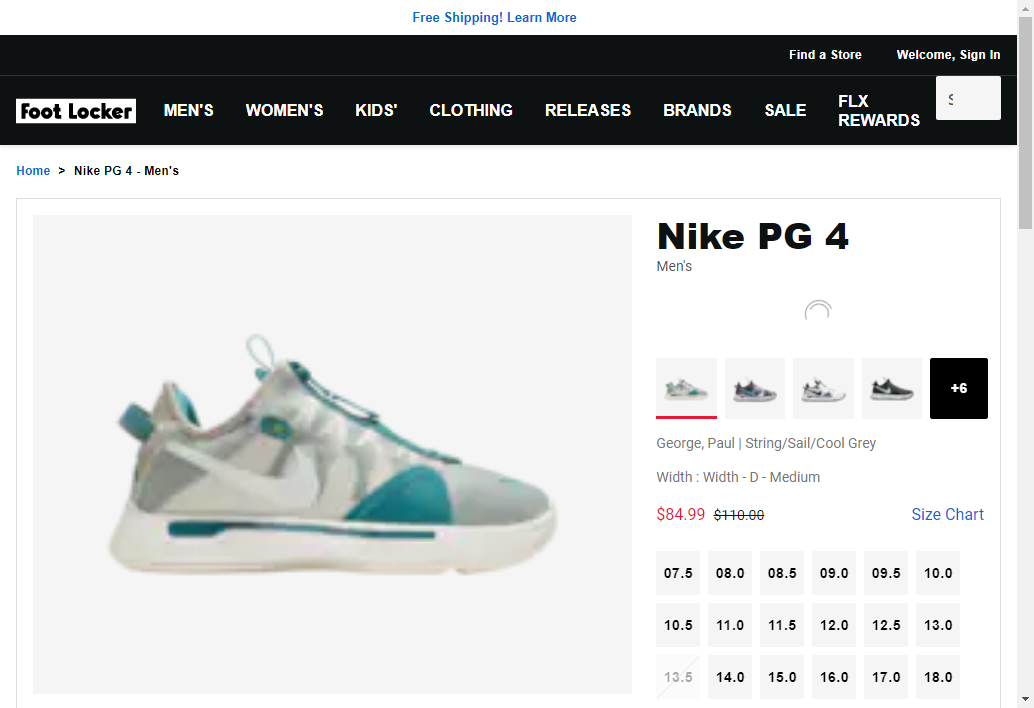 Free Shipping! Learn More
Find a Store Welcome, Sign In
Foot Locker MEN'S WOMEN'S KIDS' CLOTHING RELEASES BRANDS SALE FLX REWARDS
Home > Nike PG 4 - Men's
Nike PG 4
Men's
+6
George, Paul | String/Sail/Cool Grey
Width : Width - D - Medium
$84.99 $110.00 Size Chart
07.5 08.0 08.5 09.0 09.5 10.0
10.5 11.0 11.5 12.0 12.5 13.0
13.5 14.0 15.0 16.0 17.0 18.0